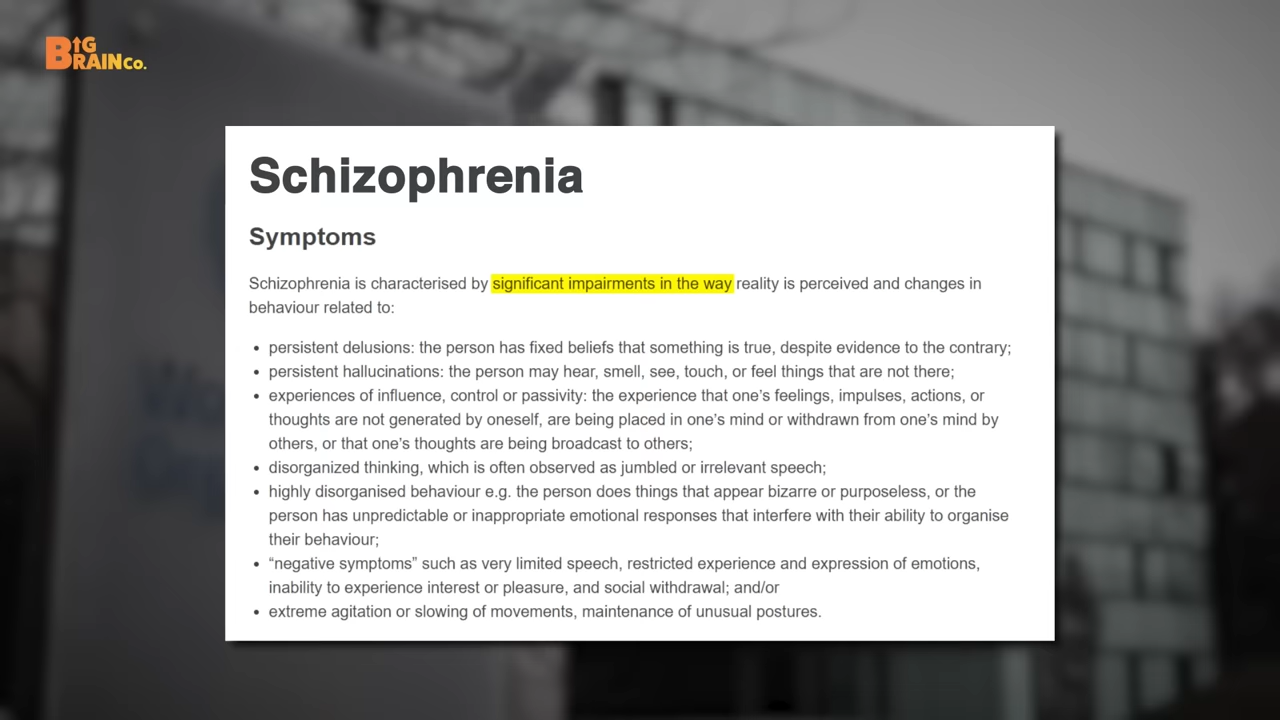 BIG
BRAIN CO.
Schizophrenia
Symptoms
Schizophrenia is characterised by significant impairments in the way reality is perceived and changes in
behaviour related to:
• persistent delusions: the person has fixed beliefs that something is true, despite evidence to the contrary;
• persistent hallucinations: the person may hear, smell, see, touch, or feel things that are not there;
• experiences of influence, control or passivity: the experience that one’s feelings, impulses, actions, or
thoughts are not generated by oneself, are being placed in one’s mind or withdrawn from one’s mind by
others, or that one’s thoughts are being broadcast to others;
• disorganized thinking, which is often observed as jumbled or irrelevant speech;
• highly disorganised behaviour e.g. the person does things that appear bizarre or purposeless, or the
person has unpredictable or inappropriate emotional responses that interfere with their ability to organise
their behaviour;
• “negative symptoms” such as very limited speech, restricted experience and expression of emotions,
inability to experience interest or pleasure, and social withdrawal; and/or
• extreme agitation or slowing of movements, maintenance of unusual postures.